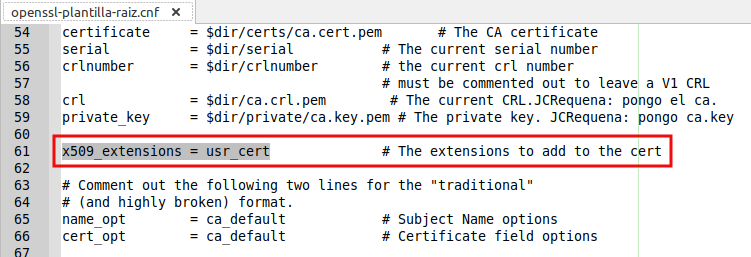 openssl-plantilla-raiz.cnf ×
54 certificate = $dir/certs/ca.cert.pem # The CA certificate
55 serial = $dir/serial # The current serial number
56 crlnumber = $dir/crlnumber # the current crl number
57 # must be commented out to leave a V1 CRL
58 crl = $dir/ca.crl.pem # The current CRL.JCRequena: pongo el ca.
59 private_key = $dir/private/ca.key.pem # The private key. JCRequena: pongo ca.key
60
61 x509_extensions = usr_cert # The extensions to add to the cert
62
63 # Comment out the following two lines for the "traditional"
64 # (and highly broken) format.
65 name_opt = ca_default # Subject Name options
66 cert_opt = ca_default # Certificate field options
67